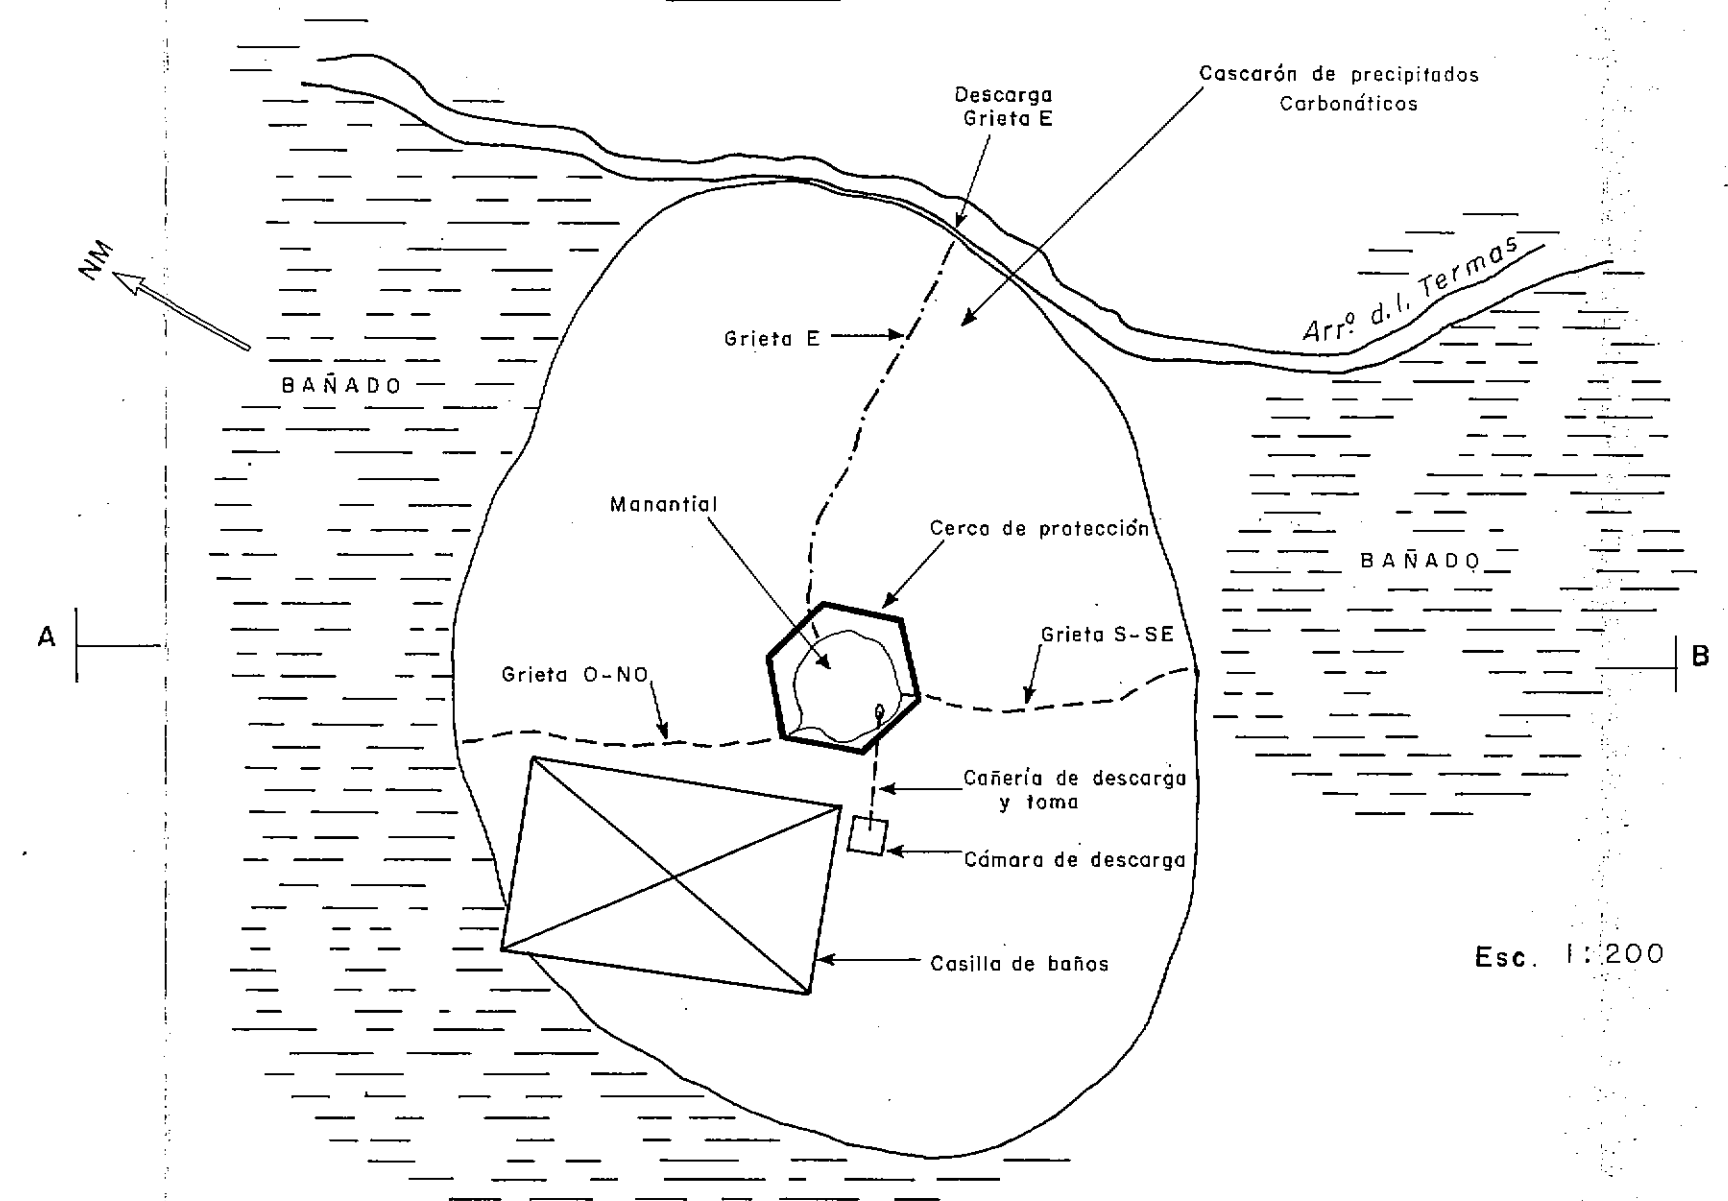 Cascarón de precipitados
Carbonáticos
Descarga
Grieta E
NM
Arrº d.l. Termas
Grieta E
BAÑADO
Manantial
Cerca de protección
BAÑADO
A
Grieta S-SE
B
Grieta O-NO
Cañería de descarga
y toma
Cámara de descarga
Casilla de baños
Esc. 1:200